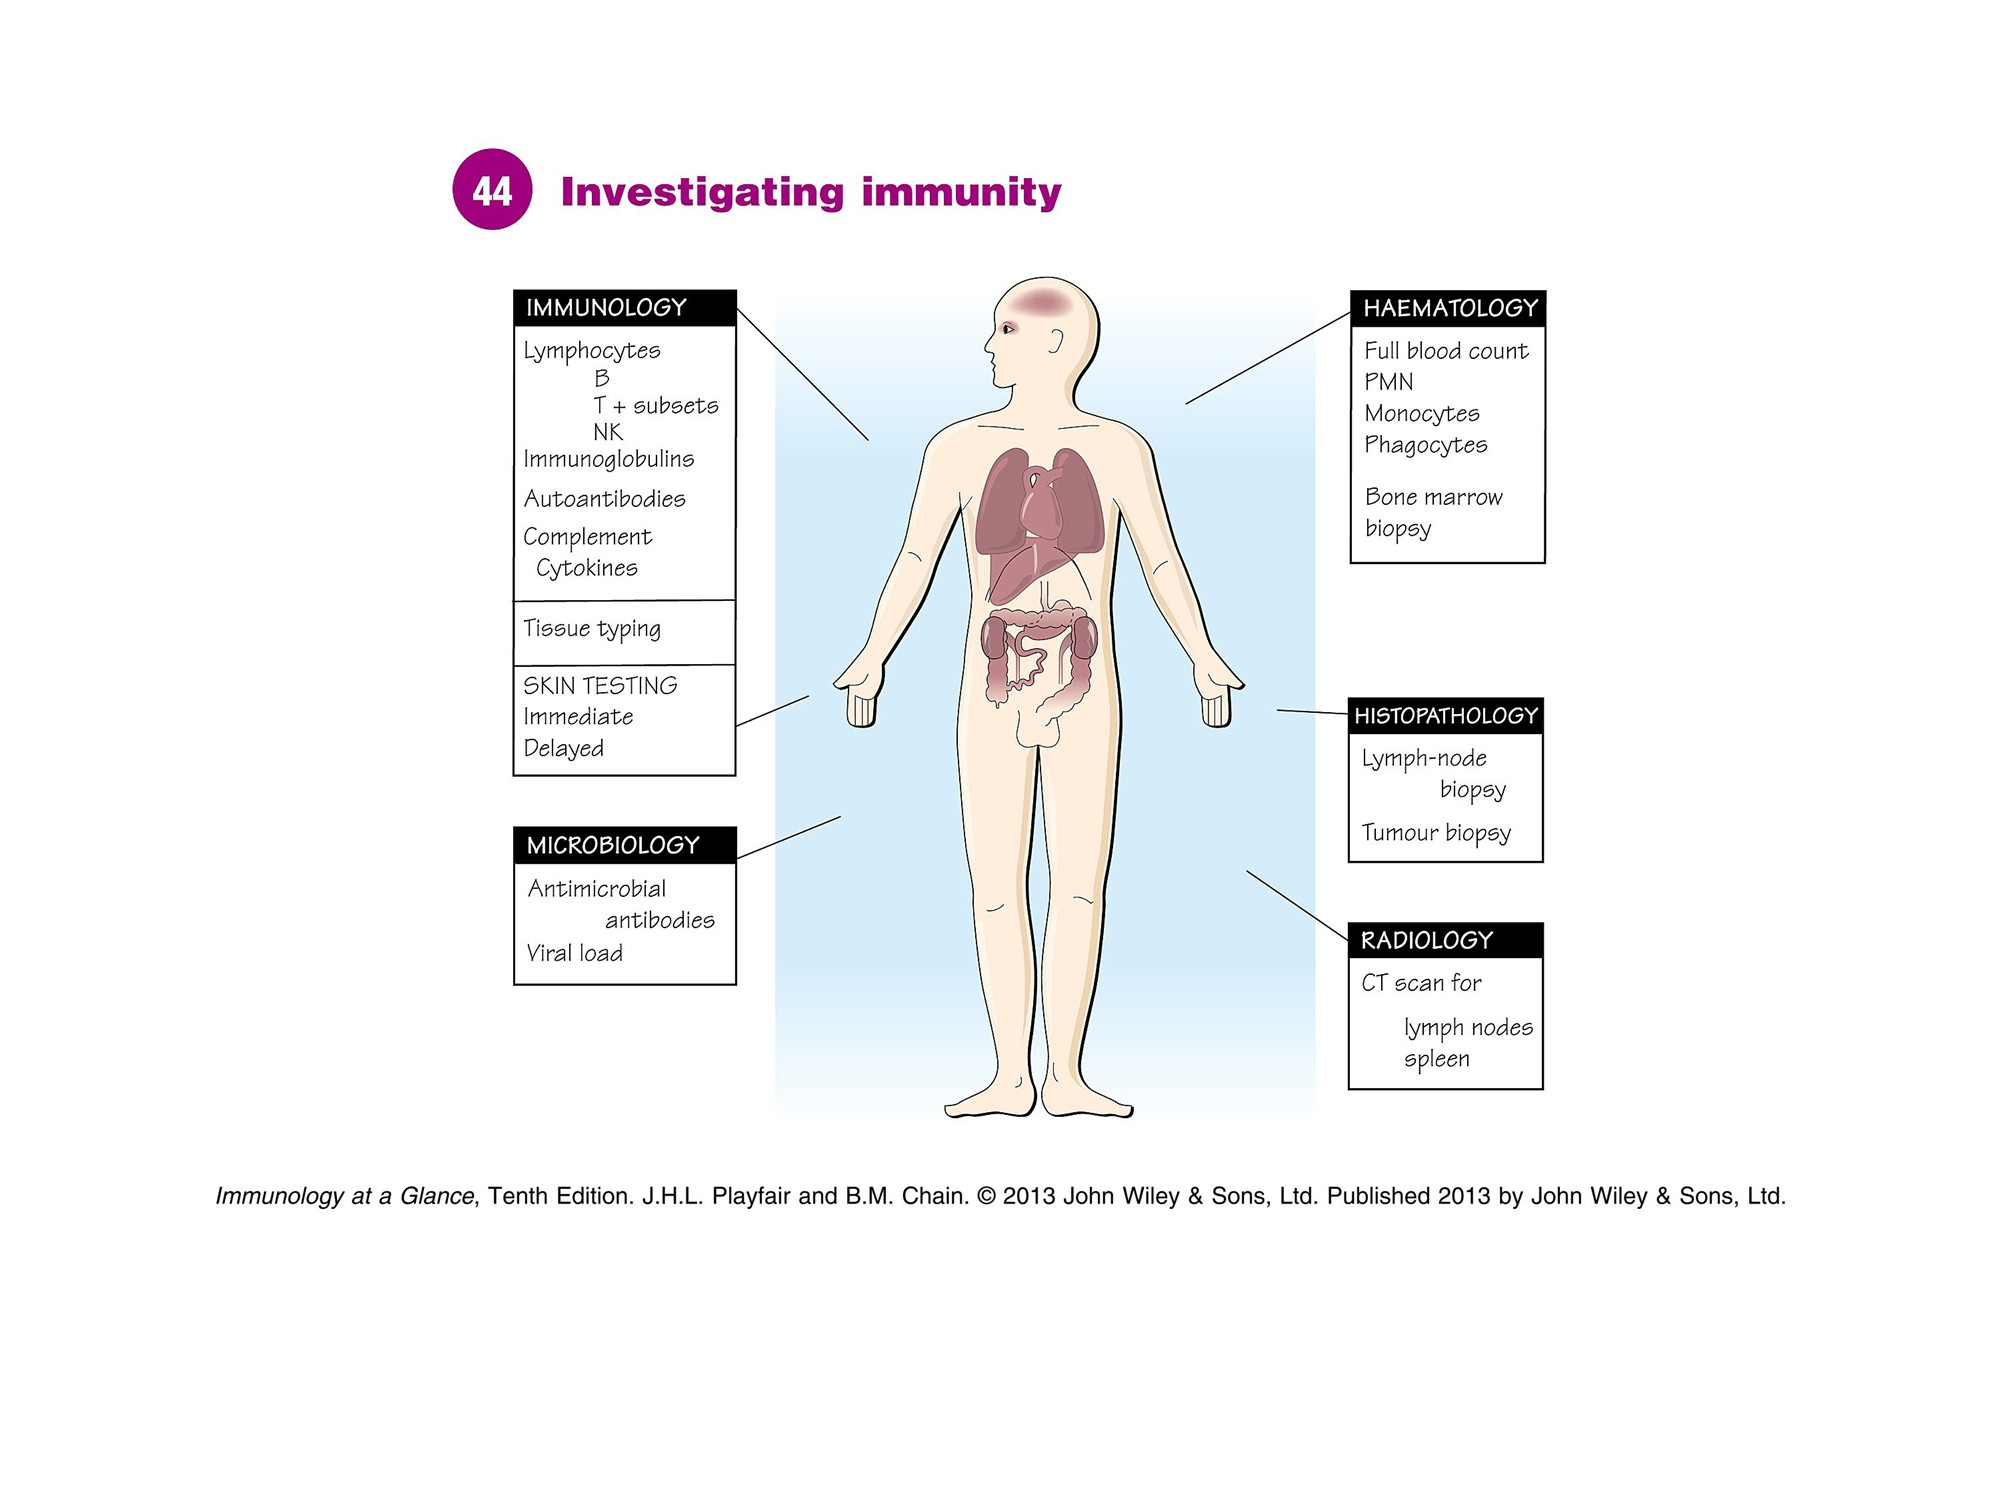 44 Investigating immunity
IMMUNOLOGY
Lymphocytes
B
T + subsets
NK
Immunoglobulins
Autoantibodies
Complement
Cytokines
Tissue typing
SKIN TESTING
Immediate
Delayed
MICROBIOLOGY
Antimicrobial
antibodies
Viral load
HAEMATOLOGY
Full blood count
PMN
Monocytes
Phagocytes
Bone marrow
biopsy
HISTOPATHOLOGY
Lymph-node
biopsy
Tumour biopsy
RADIOLOGY
CT scan for
lymph nodes
spleen
Immunology at a Glance, Tenth Edition. J.H.L. Playfair and B.M. Chain. © 2013 John Wiley & Sons, Ltd. Published 2013 by John Wiley & Sons, Ltd.